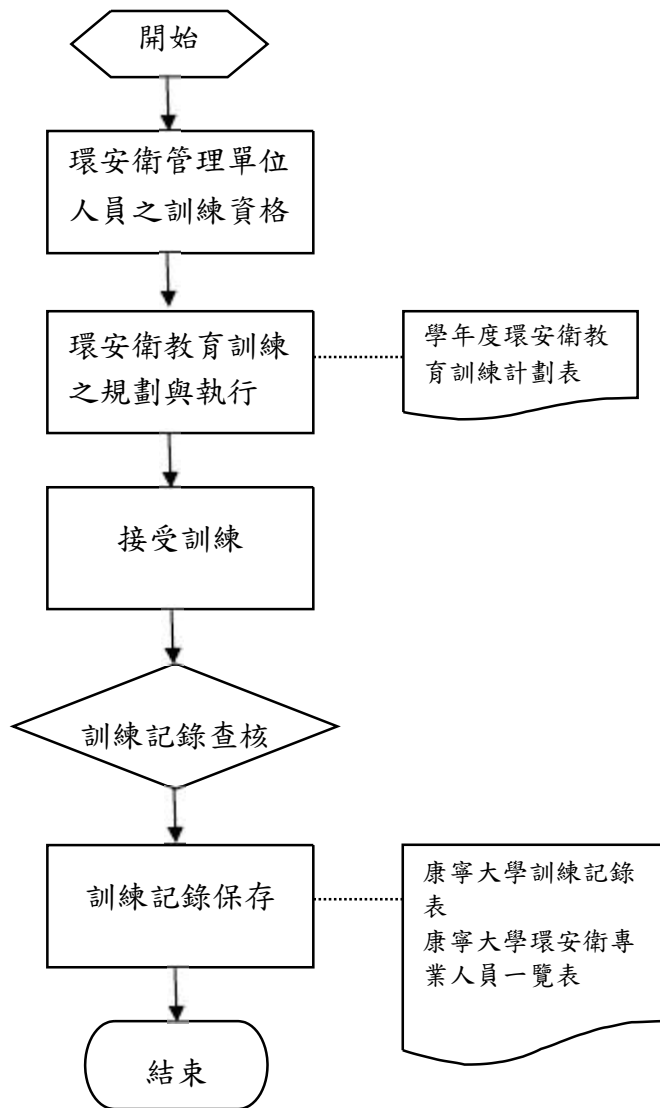 開始
環安衛管理單位
人員之訓練資格
環安衛教育訓練
之規劃與執行
學年度環安衛教
育訓練計劃表
接受訓練
訓練記錄查核
訓練記錄保存
康寧大學訓練記錄
表
康寧大學環安衛專
業人員一覽表
結束